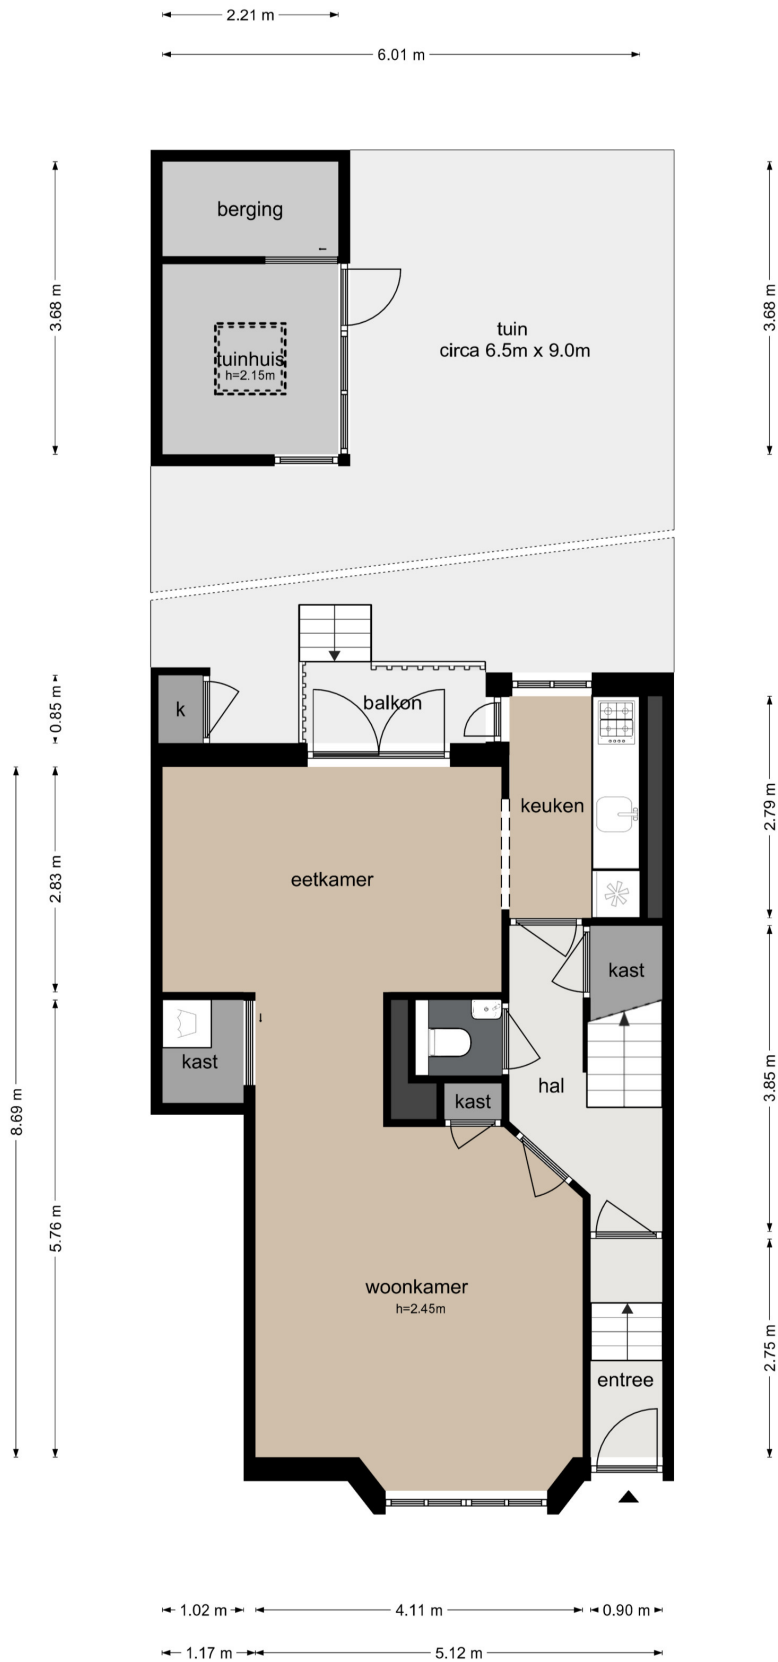 2.21 m
6.01 m
berging
3.68 m
3.68 m
tuin
circa 6.5m x 9.0m
tuinhuis
h=2.15m
0.85 m
k
balkon
2.79 m
keuken
2.83 m
eetkamer
kast
kast
hal
kast
3.85 m
8.69 m
5.76 m
woonkamer
h=2.45m
2.75 m
entree
1.02 m
4.11 m
0.90 m
1.17 m
5.12 m